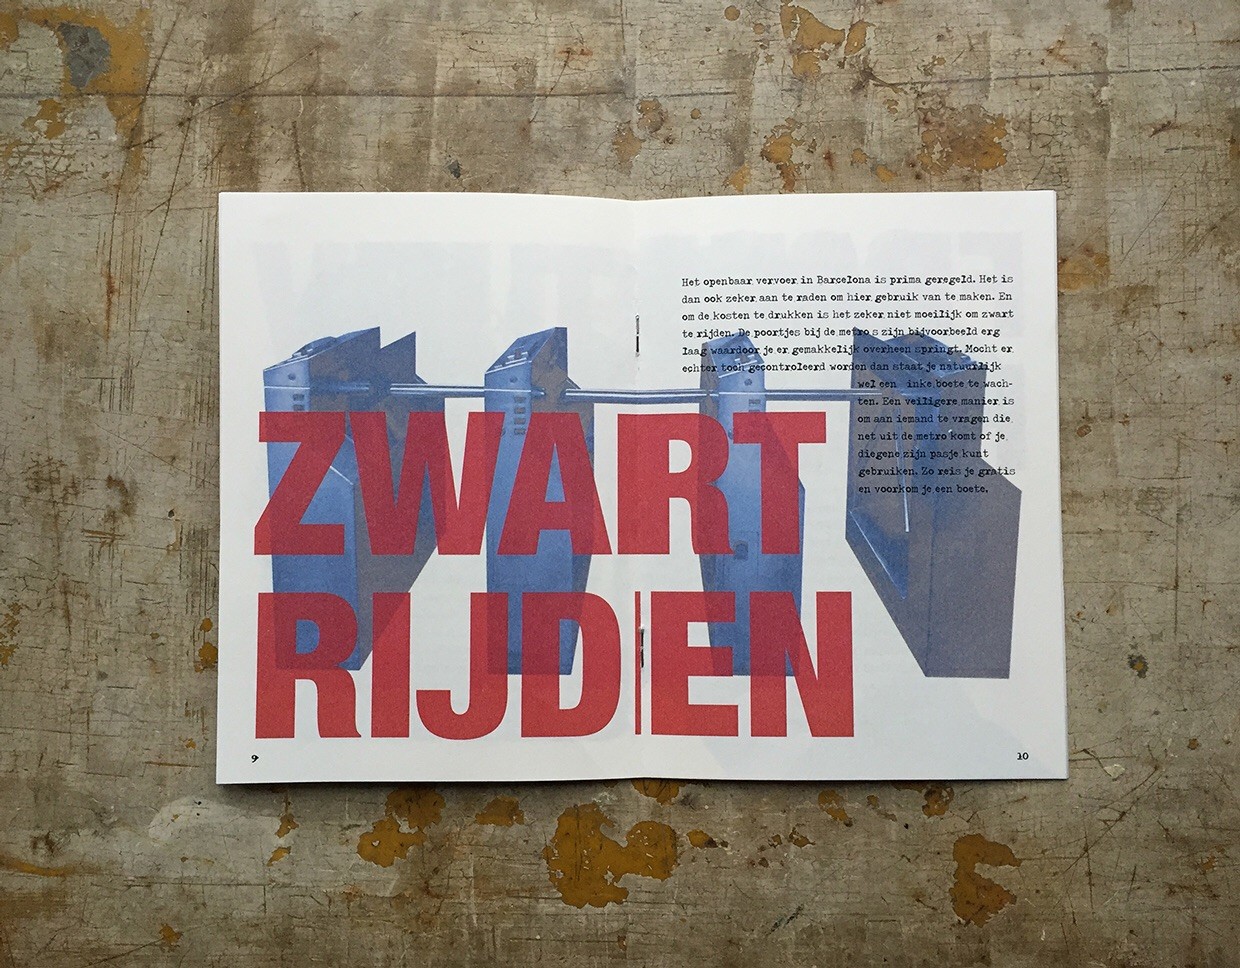 ZWART
RIJDEN
9
Het openbaar vervoer in Barcelona is prima geregeld. Het is
dan ook zeker aan te raden om hier gebruik van te maken. En
om de kosten te drukken is het zeker niet moeilijk om zwart
te rijden. De poortjes bij de metro s zijn bijvoorbeeld erg
laag waardoor je er gemakkelijk overheen springt. Mocht er
echter toch gecontroleerd worden dan staat je natuurlijk
wel een inke boete te wach-
ten. Een veiligere manier is
om aan iemand te vragen die
net uit de metro komt of je
diegene zijn pasje kunt
gebruiken. Zo reis je gratis
en voorkom je een boete.
10